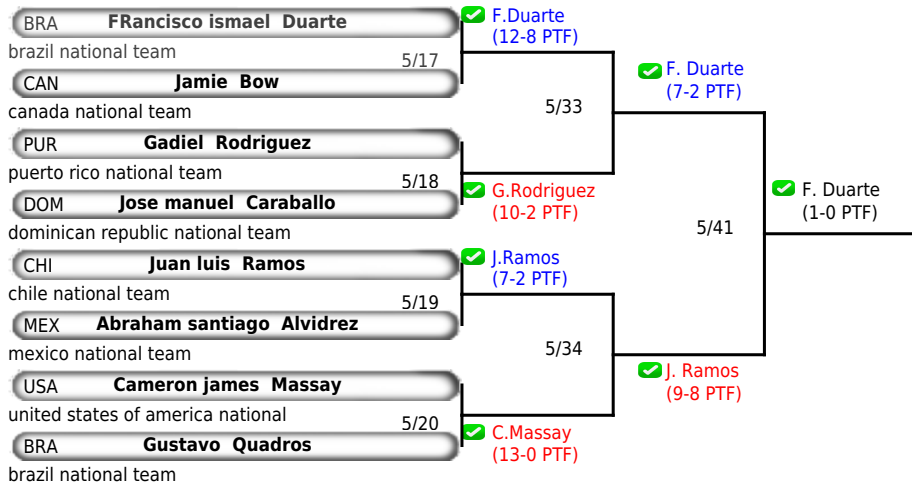 BRA FRancisco ismael Duarte
brazil national team
5/17
CAN Jamie Bow
canada national team
F.Duarte
(12-8 PTF)
PUR Gadiel Rodriguez
puerto rico national team
5/18
DOM Jose manuel Caraballo
dominican republic national team
G.Rodriguez
(10-2 PTF)
5/33
F. Duarte
(7-2 PTF)
CHI Juan luis Ramos
chile national team
5/19
MEX Abraham santiago Alvidrez
mexico national team
J.Ramos
(7-2 PTF)
USA Cameron james Massay
united states of america national
5/20
BRA Gustavo Quadros
brazil national team
C.Massay
(13-0 PTF)
5/34
J. Ramos
(9-8 PTF)
5/41
F. Duarte
(1-0 PTF)